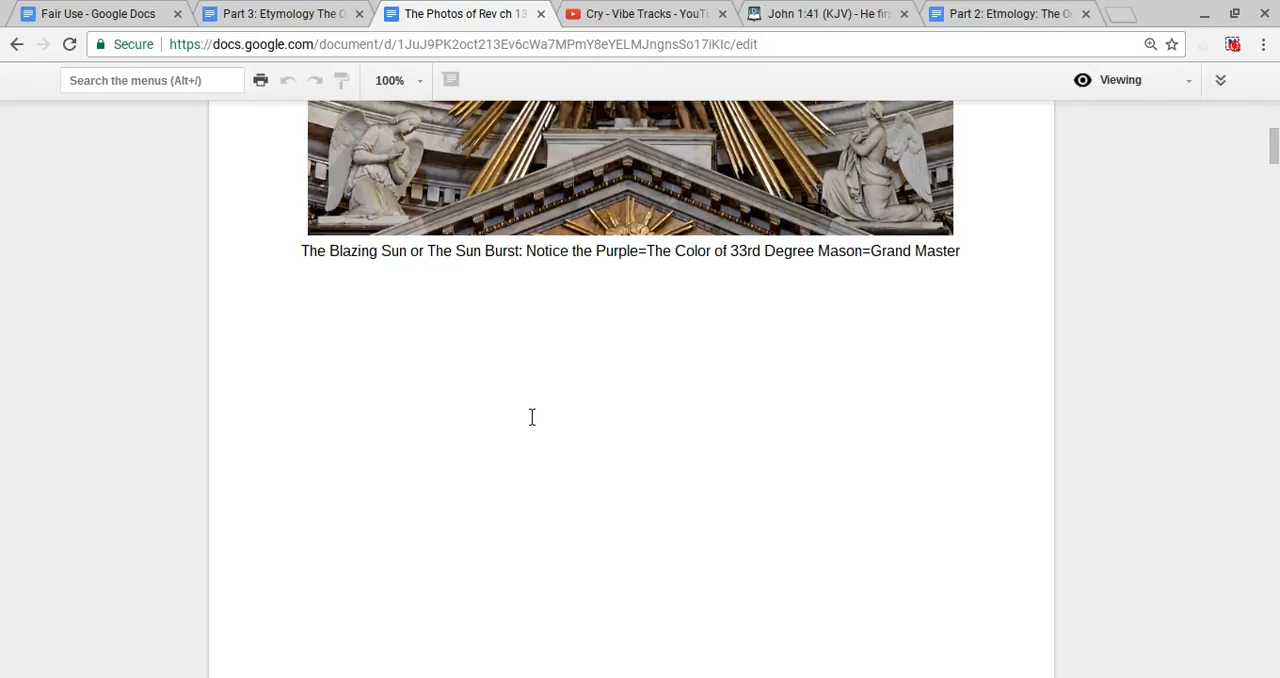 Fair Use - Google Docs
Part 3: Etymology The O
The Photos of Rev ch 13
Cry - Vibe Tracks - YouTu
John 1:41 (KJV) - He fir
Part 2: Etmology: The O
Secure
https://docs.google.com/document/d/1JuJ9PK2oct213Ev6cWa7MPmY8eYELMJngnsSo17iKIc/edit
Search the menus (Alt+/)
100%
Viewing
The Blazing Sun or The Sun Burst: Notice the Purple=The Color of 33rd Degree Mason=Grand Master